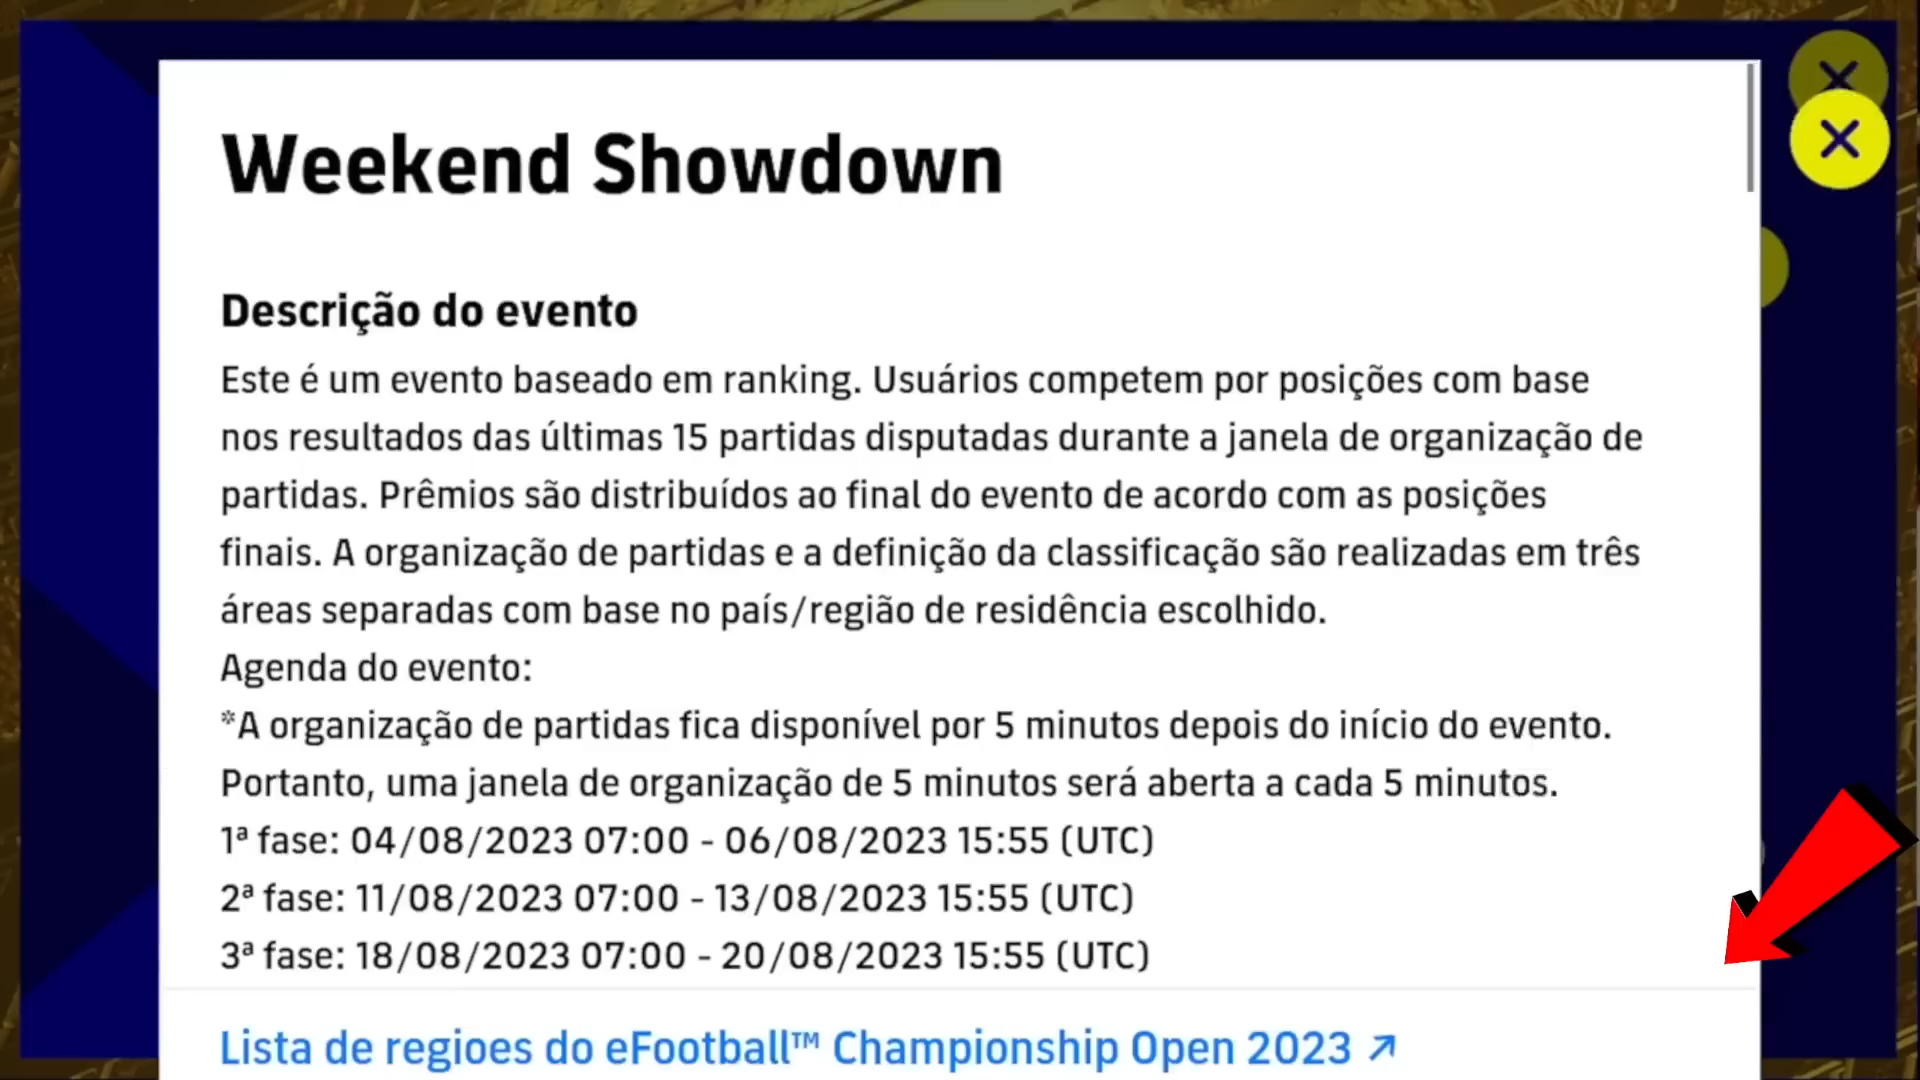 Weekend Showdown
Descrição do evento
Este é um evento baseado em ranking. Usuários competem por posições com base
nos resultados das últimas 15 partidas disputadas durante a janela de organização de
partidas. Prêmios são distribuídos ao final do evento de acordo com as posições
finais. A organização de partidas e a definição da classificação são realizadas em três
áreas separadas com base no país/região de residência escolhido.
Agenda do evento:
*A organização de partidas fica disponível por 5 minutos depois do início do evento.
Portanto, uma janela de organização de 5 minutos será aberta a cada 5 minutos.
1ª fase: 04/08/2023 07:00 - 06/08/2023 15:55 (UTC)
2ª fase: 11/08/2023 07:00 - 13/08/2023 15:55 (UTC)
3ª fase: 18/08/2023 07:00 - 20/08/2023 15:55 (UTC)
Lista de regioes do eFootball™ Championship Open 2023 ↗